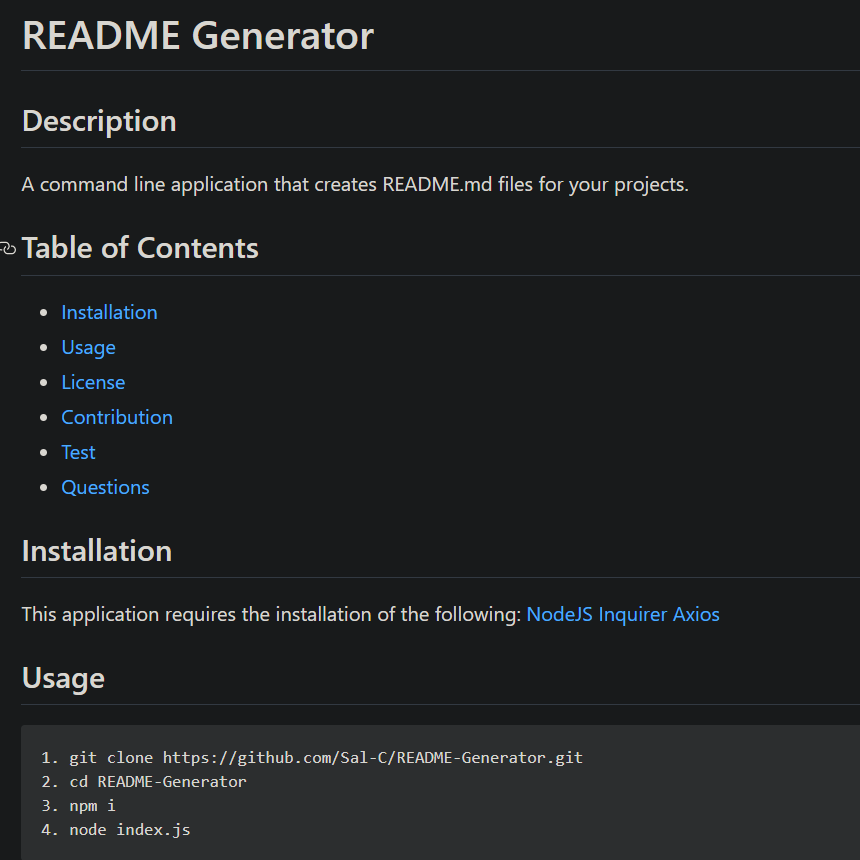 README Generator
Description
A command line application that creates README.md files for your projects.
Table of Contents
Installation
Usage
License
Contribution
Test
Questions
Installation
This application requires the installation of the following: NodeJS Inquirer Axios
Usage
1. git clone https://github.com/Sal-C/README-Generator.git
2. cd README-Generator
3. npm i
4. node index.js